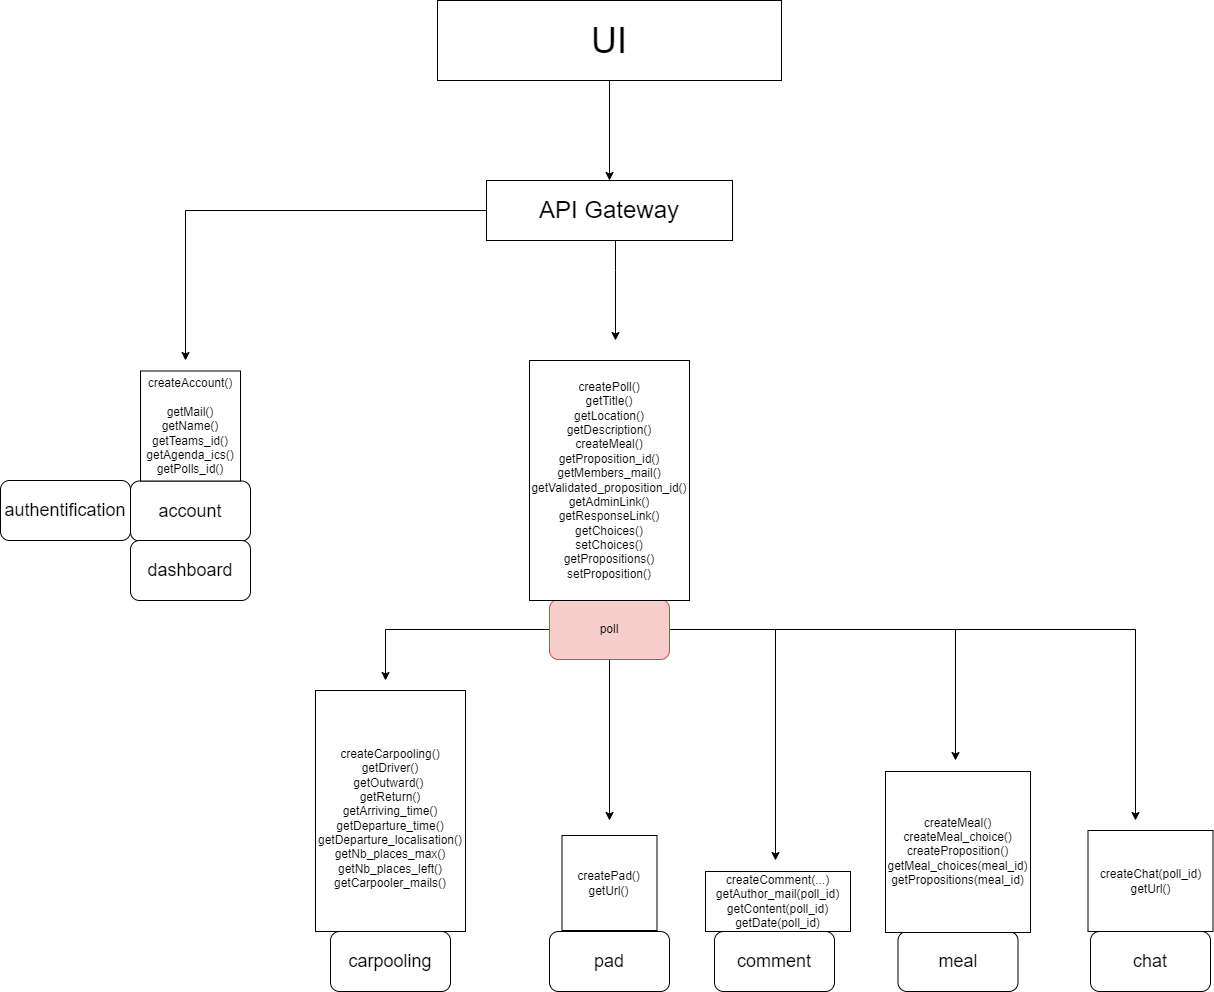 UI
API Gateway
createAccount()
getMail()
getName()
getTeams_id()
getAgenda_ics()
getPolls_id()
authentification
account
dashboard
createPoll()
getTitle()
getLocation()
getDescription()
createMeal()
getProposition_id()
getMembers_mail()
getValidated_proposition_id()
getAdminLink()
getResponseLink()
getChoices()
setChoices()
getPropositions()
setProposition()
poll
createCarpooling()
getDriver()
getOutward()
getReturn()
getArriving_time()
getDeparture_time()
getDeparture_localisation()
getNb_places_max()
getNb_places_left()
getCarpooler_mails()
carpooling
createPad()
getUrl()
pad
createComment(...)
getAuthor_mail(poll_id)
getContent(poll_id)
getDate(poll_id)
comment
createMeal()
createMeal_choice()
createProposition()
getMeal_choices(meal_id)
getPropositions(meal_id)
meal
createChat(poll_id)
getUrl()
chat